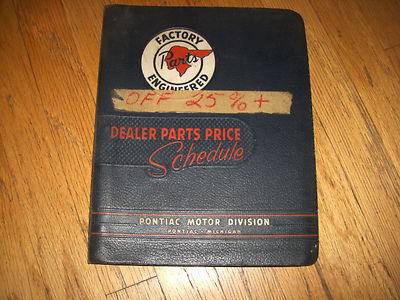 FACTORY
Parts
ENGINEERED
OFF 25%+
DEALER PARTS PRICE
Schedule
PONTIAC MOTOR DIVISION
PONTIAC - MICHIGAN